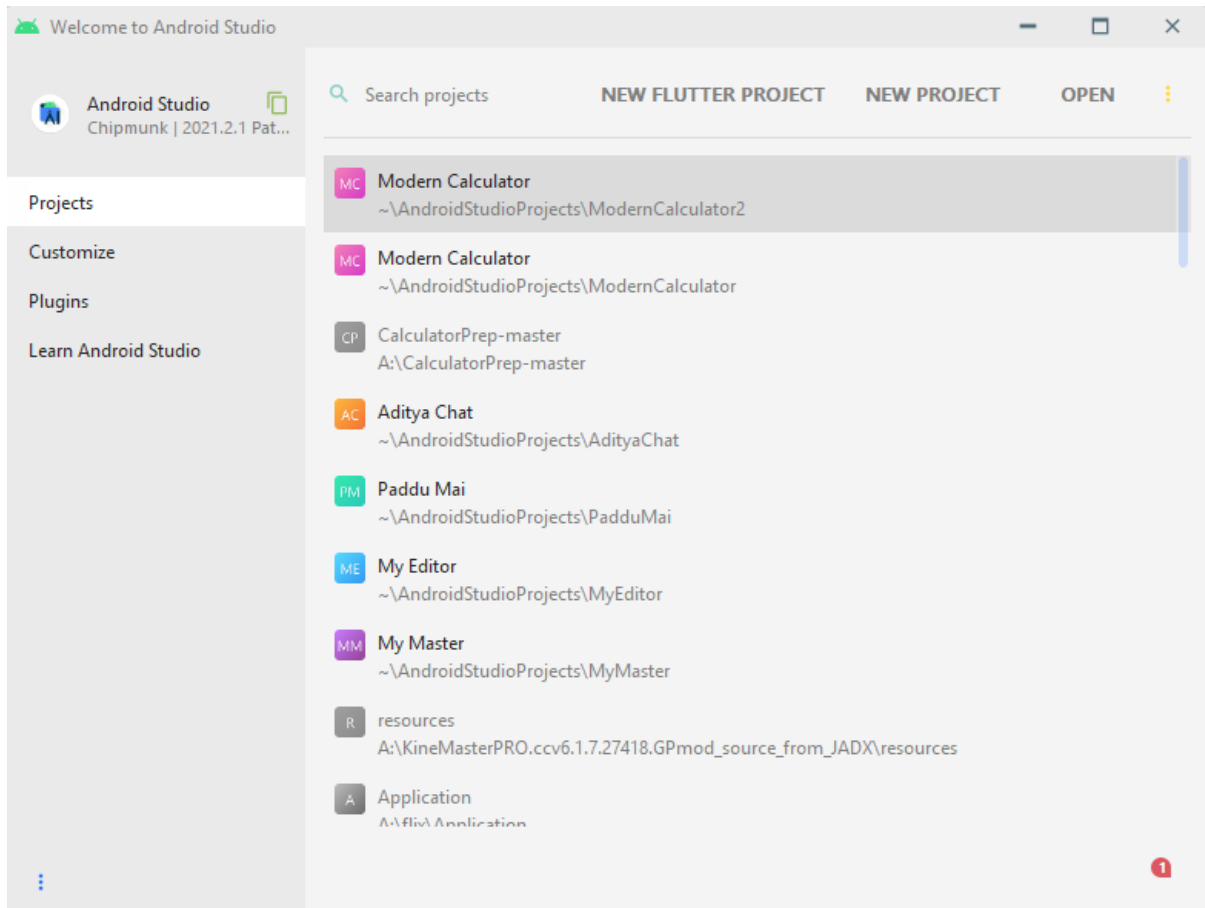 Welcome to Android Studio
Android Studio
Chipmunk | 2021.2.1 Pat...
Projects
Customize
Plugins
Learn Android Studio
Search projects
NEW FLUTTER PROJECT
NEW PROJECT
OPEN
MC
Modern Calculator
~\AndroidStudioProjects\ModernCalculator2
MC
Modern Calculator
~\AndroidStudioProjects\ModernCalculator
CP
CalculatorPrep-master
A:\CalculatorPrep-master
AC
Aditya Chat
~\AndroidStudioProjects\AdityaChat
PM
Paddu Mai
~\AndroidStudioProjects\PadduMai
ME
My Editor
~\AndroidStudioProjects\MyEditor
MM
My Master
~\AndroidStudioProjects\MyMaster
R
resources
A:\KineMasterPRO.ccv6.1.7.27418.GPmod_source_from_JADX\resources
A
Application
A:\flix\Application
1